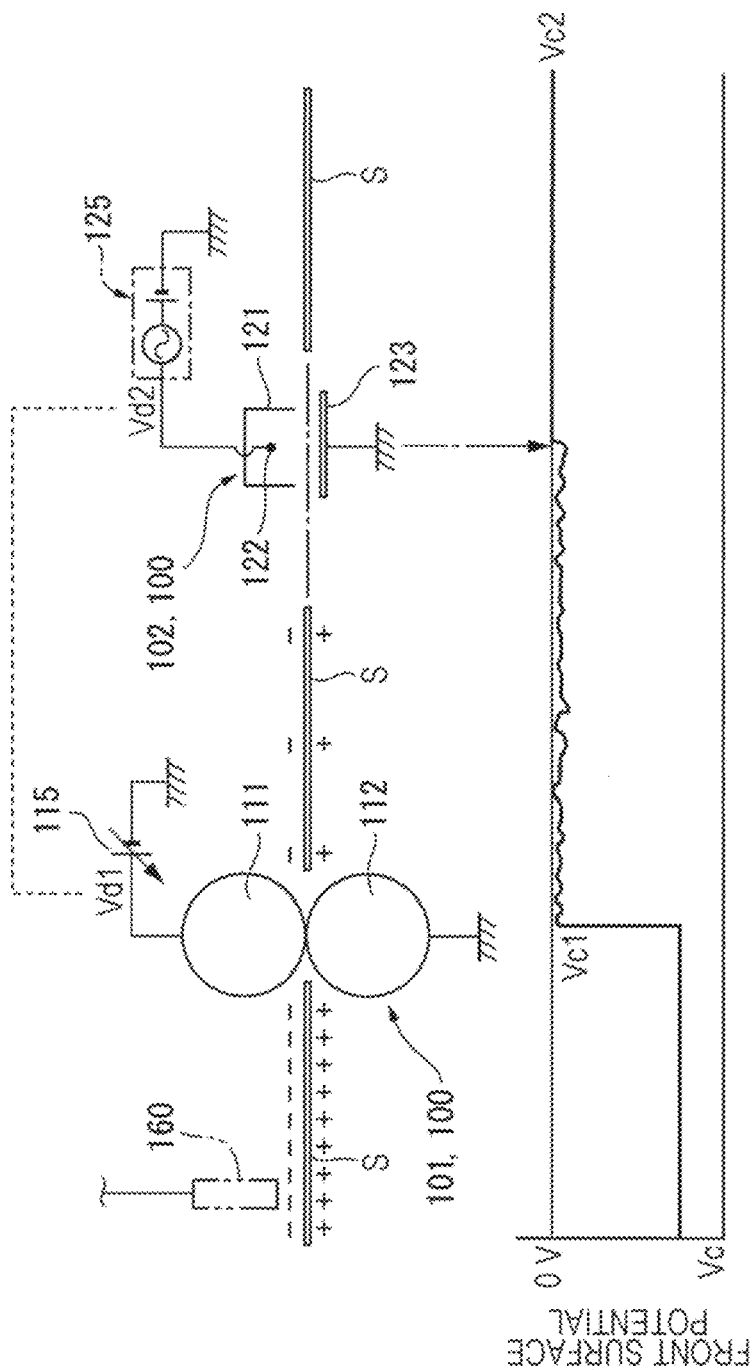 125
115
Vd1
Vd2
121
102, 100
122
123
111
112
160
S
S
S
− − − − − − − − − − − −
+ + + + + + + + + + + +
101, 100
Vc1
Vc2
0 V
Vc
FRONT SURFACE
POTENTIAL